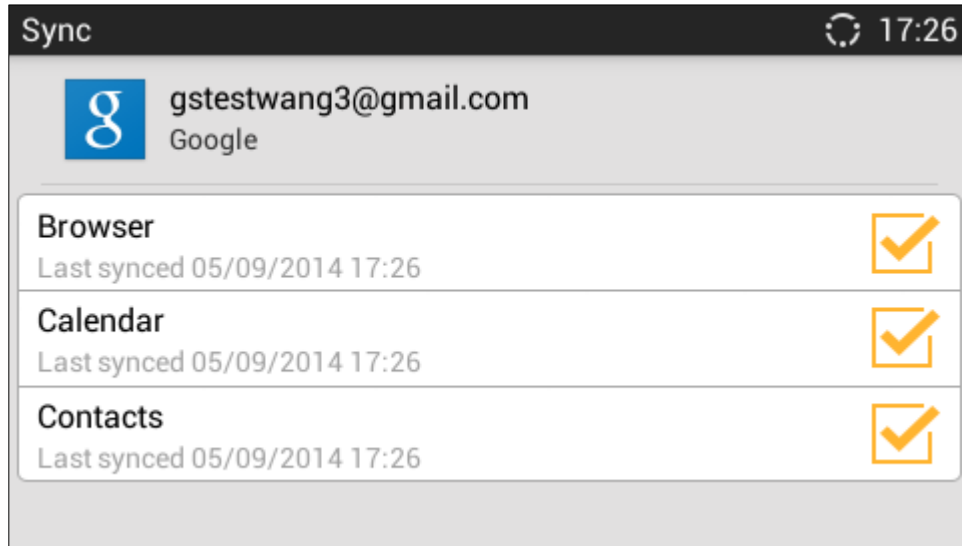 Sync 17:26
g
gstestwang3@gmail.com
Google
Browser
Last synced 05/09/2014 17:26
Calendar
Last synced 05/09/2014 17:26
Contacts
Last synced 05/09/2014 17:26